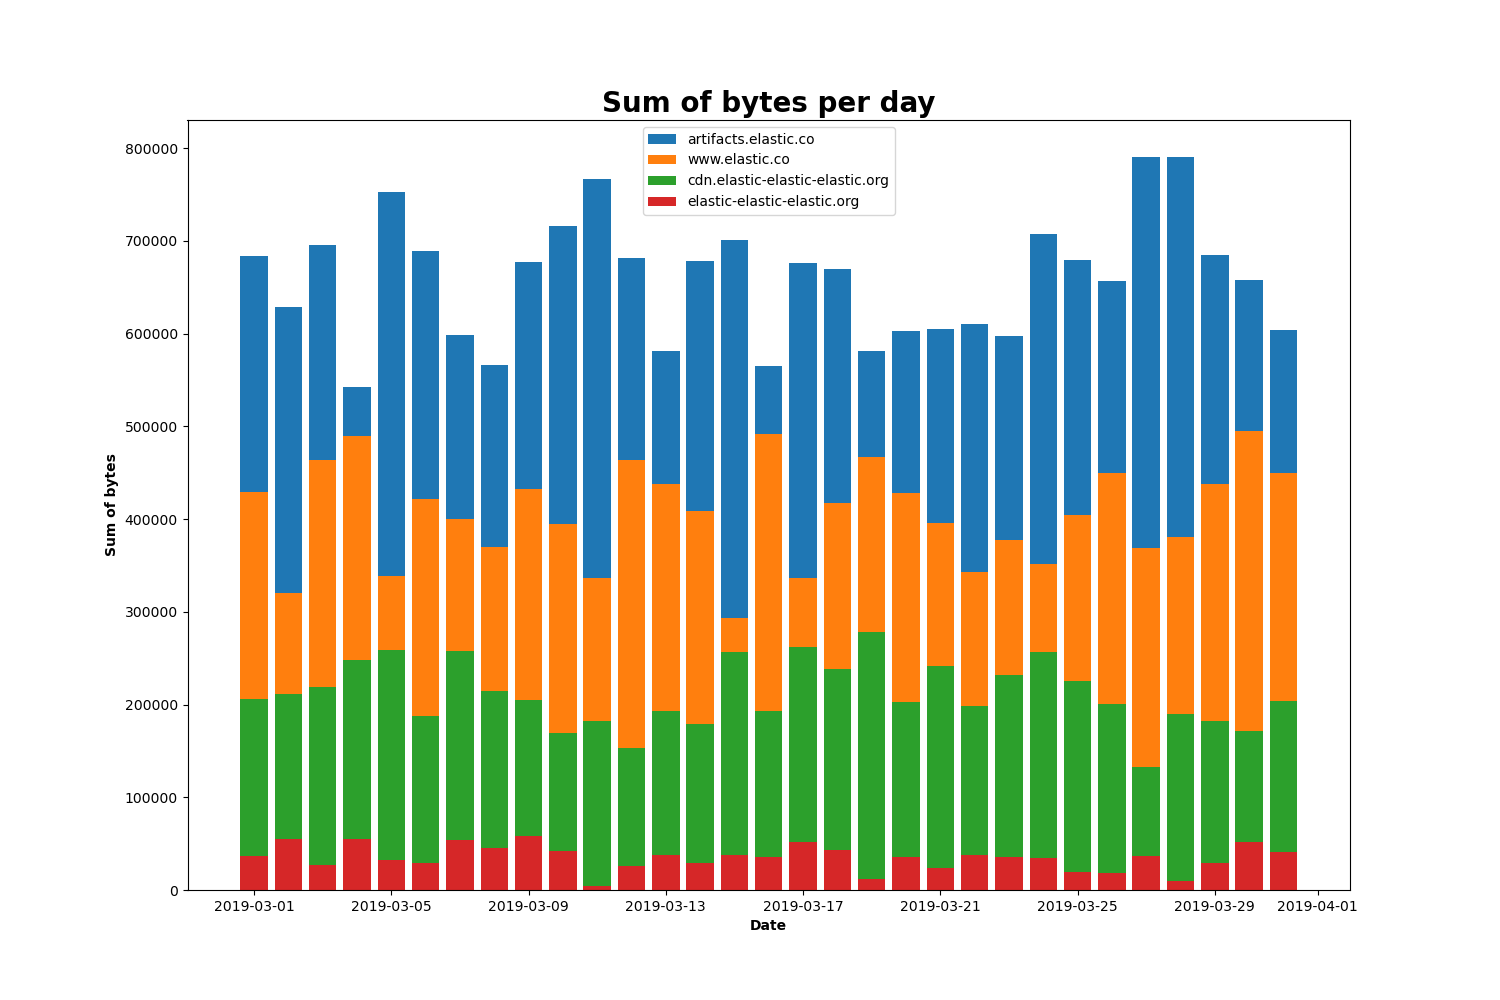 Sum of bytes per day
artifacts.elastic.co
www.elastic.co
cdn.elastic-elastic-elastic.org
elastic-elastic-elastic.org
800000
700000
600000
500000
400000
300000
200000
100000
0
Sum of bytes
2019-03-01 2019-03-05 2019-03-09 2019-03-13 2019-03-17 2019-03-21 2019-03-25 2019-03-29 2019-04-01
Date